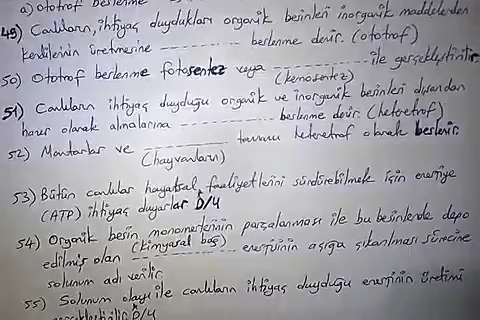 a) ototrof beslenme
49) Canlıların, ihtiyaç duydukları organik besinleri inorganik maddelerden
kendilerinin üretmesine ---------- beslenme denir. (ototrof)
50) Ototrof beslenme fotosentez veya ---------- ile gerçekleştirilir.
(kemosentez)
51) Canlıların ihtiyaç duyduğu organik ve inorganik besinleri dışarıdan
hazır olarak almalarına ---------- beslenme denir. (heterotrof)
52) Mantarlar ve ---------- tamamı heterotrof olarak beslenir.
(hayvanların)
53) Bütün canlılar hayatsal faaliyetlerini sürdürebilmek için enerjiye
(ATP) ihtiyaç duyarlar D/Y
54) Organik besin monomerlerinin parçalanması ile bu besinlerde depo
edilmiş olan (kimyasal bağ) ---------- enerjisinin açığa çıkarılması sürecine
solunum adı verilir.
55) Solunum olayı ile canlıların ihtiyaç duyduğu enerjinin üretimi
gerçekleştirilir D/Y